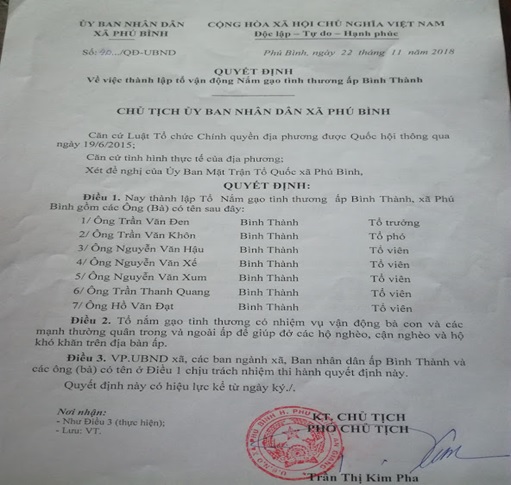 ỦY BAN NHÂN DÂN
XÃ PHÚ BÌNH
CỘNG HÒA XÃ HỘI CHỦ NGHĨA VIỆT NAM
Độc lập – Tự do – Hạnh phúc
Số: /QĐ-UBND
Phú Bình, ngày 22 tháng 11 năm 2018
QUYẾT ĐỊNH
Về việc thành lập tổ vận động Nắm gạo tình thương ấp Bình Thành
CHỦ TỊCH ỦY BAN NHÂN DÂN XÃ PHÚ BÌNH
Căn cứ Luật Tổ chức Chính quyền địa phương được Quốc hội thông qua
ngày 19/6/2015;
Căn cứ tình hình thực tế của địa phương;
Xét đề nghị của Ủy Ban Mặt Trận Tổ Quốc xã Phú Bình,
QUYẾT ĐỊNH:
Điều 1. Nay thành lập Tổ Nắm gạo tình thương ấp Bình Thành, xã Phú
Bình gồm các Ông (Bà) có tên sau đây:
1/ Ông Trần Văn Đen Bình Thành Tổ trưởng
2/ Ông Trần Văn Khôn Bình Thành Tổ phó
3/ Ông Nguyễn Văn Hậu Bình Thành Tổ viên
4/ Ông Nguyễn Văn Xế Bình Thành Tổ viên
5/ Ông Nguyễn Văn Xum Bình Thành Tổ viên
6/ Ông Trần Thanh Quang Bình Thành Tổ viên
7/ Ông Hồ Văn Đạt Bình Thành Tổ viên
Điều 2. Tổ nắm gạo tình thương có nhiệm vụ vận động bà con và các
mạnh thường quân trong và ngoài ấp để giúp đở các hộ nghèo, cận nghèo và hộ
khó khăn trên địa bàn ấp.
Điều 3. VP.UBND xã, các ban ngành xã, Ban nhân dân ấp Bình Thành và
các ông (bà) có tên ở Điều 1 chịu trách nhiệm thi hành quyết định này.
Quyết định này có hiệu lực kể từ ngày ký./.
Nơi nhận:
- Như Điều 3 (thực hiện);
- Lưu: VT.
KT. CHỦ TỊCH
PHÓ CHỦ TỊCH
Trần Thị Kim Pha